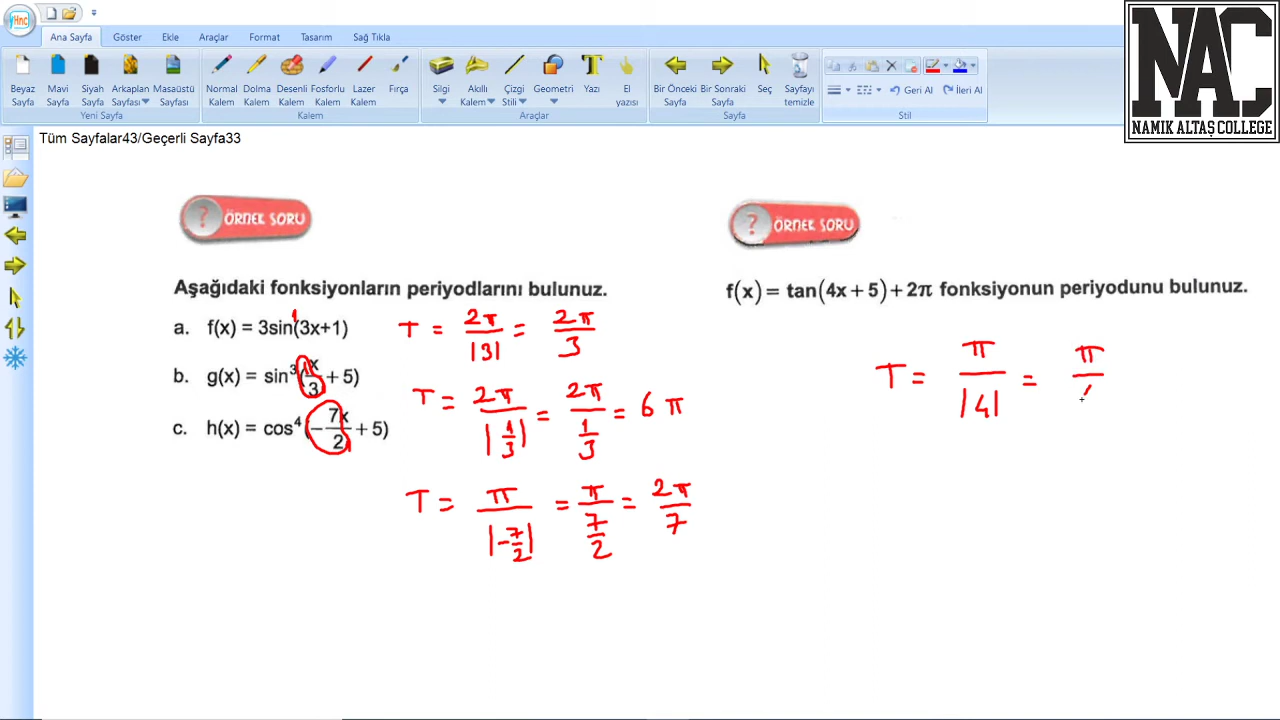 Hnc
Ana Sayfa Göster Ekle Araçlar Format Tasarım Sağ Tıkla
Beyaz Sayfa Mavi Sayfa Siyah Sayfa Arkadan Sayfası Masaüstü Sayfası
Normal Kalem Dolma Kalem Desenli Kalem Fosforlu Kalem Lazer Kalem Fırça
Silgi Akıllı Kalem Çizgi Stili Geometri Yazı El yazısı
Bir Önceki Sayfa Bir Sonraki Sayfa Seç Sayfayı temizle
Geri Al İleri Al
Yeni Sayfa Kalem Araçlar Sayfa Stil
NAC
NAMIK ALTAŞ COLLEGE
Tüm Sayfalar43/Geçerli Sayfa33
? ÖRNEK SORU
Aşağıdaki fonksiyonların periyodlarını bulunuz.
a. f(x) = 3sin¹(3x+1) T = 2π/|3| = 2π/3
b. g(x) = sin³(x/3 + 5) T = 2π/|1/3| = 2π/(1/3) = 6π
c. h(x) = cos⁴(-7x/2 + 5)
T = π/|-7/2| = π/(7/2) = 2π/7
? ÖRNEK SORU
f(x) = tan(4x + 5) + 2π fonksiyonun periyodunu bulunuz.
T = π/|4| = π/